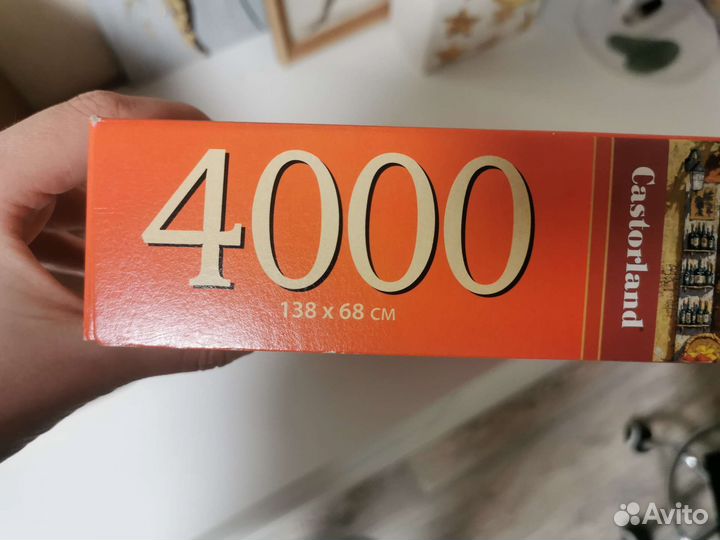 4000
138 x 68 CM
Castorland
Avito